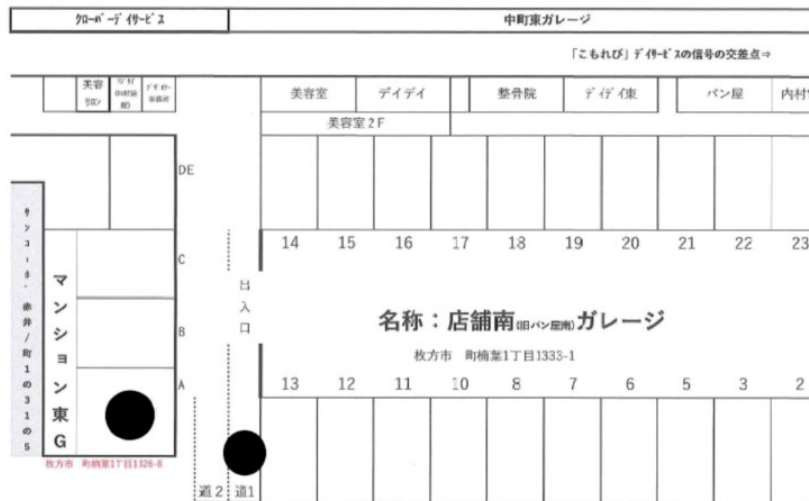 クローバーデイサービス
中町東ガレージ
「こもれび」デイサービスの信号の交差点⇒
美容
美容室
デイデイ
整骨院
デイデイ東
パン屋
内村
美容室2F
DE
14 15 16 17 18 19 20 21 22 23
C
出入口
B
名称：店舗南(旧パン屋南)ガレージ
枚方市 町楠葉1丁目1333-1
A
13 12 11 10 8 7 6 5 3 2
マンション東G
枚方市 町楠葉1丁目1326-8
道2
道1